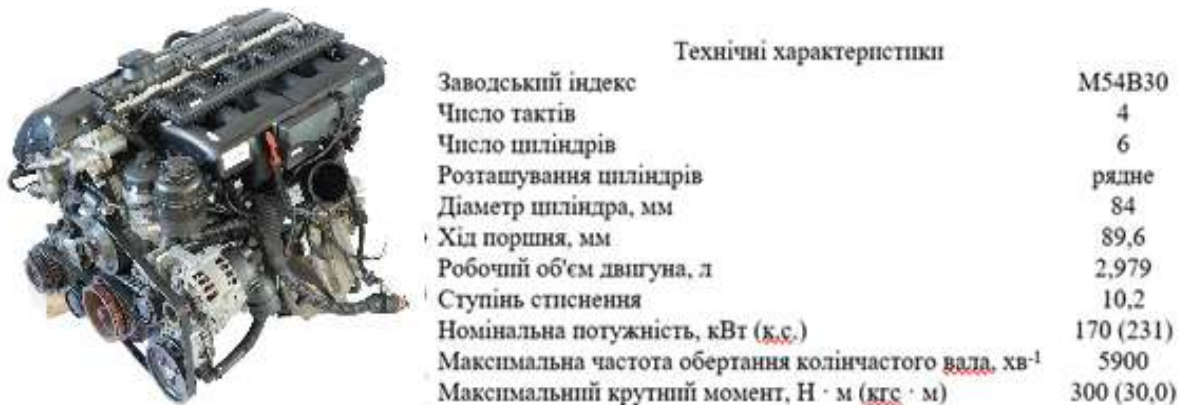 Технічні характеристики
Заводський індекс M54B30
Число тактів 4
Число циліндрів 6
Розташування циліндрів рядне
Діаметр циліндра, мм 84
Хід поршня, мм 89,6
Робочий об'єм двигуна, л 2,979
Ступінь стиснення 10,2
Номінальна потужність, кВт (к.с.) 170 (231)
Максимальна частота обертання колінчастого вала, хв-1 5900
Максимальний крутний момент, Н · м (кгс · м) 300 (30,0)